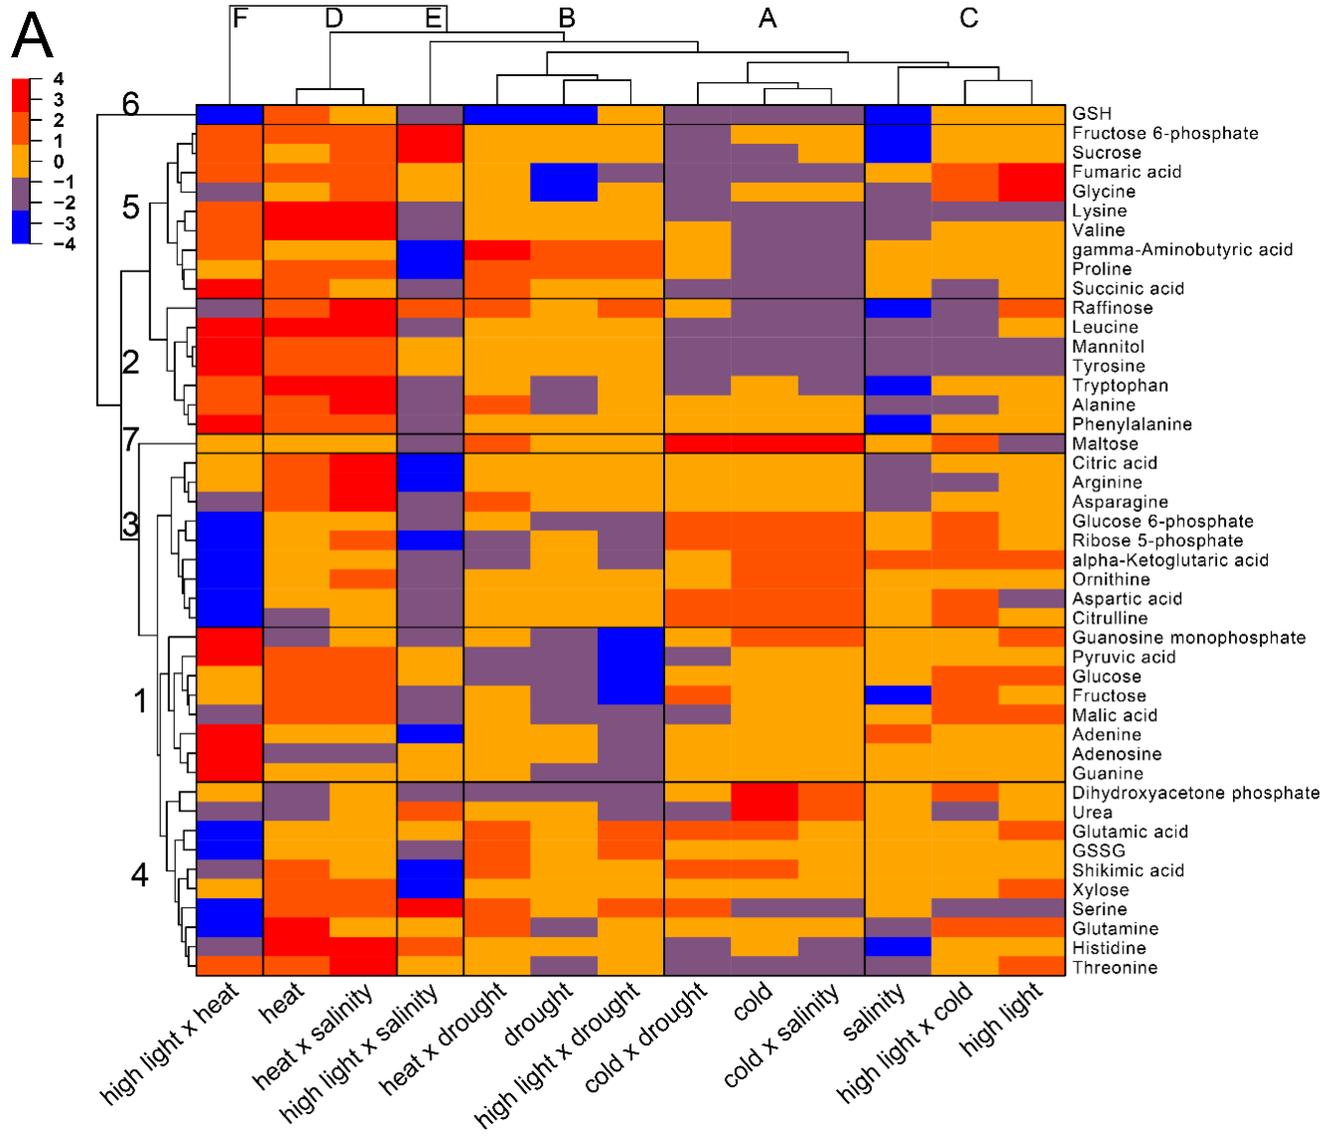 A
F D E B A C
4
3
2
1
0
−1
−2
−3
−4
6
5
2
7
3
1
4
GSH
Fructose 6-phosphate
Sucrose
Fumaric acid
Glycine
Lysine
Valine
gamma-Aminobutyric acid
Proline
Succinic acid
Raffinose
Leucine
Mannitol
Tyrosine
Tryptophan
Alanine
Phenylalanine
Maltose
Citric acid
Arginine
Asparagine
Glucose 6-phosphate
Ribose 5-phosphate
alpha-Ketoglutaric acid
Ornithine
Aspartic acid
Citrulline
Guanosine monophosphate
Pyruvic acid
Glucose
Fructose
Malic acid
Adenine
Adenosine
Guanine
Dihydroxyacetone phosphate
Urea
Glutamic acid
GSSG
Shikimic acid
Xylose
Serine
Glutamine
Histidine
Threonine
high light x heat
heat
heat x salinity
high light x salinity
heat x drought
drought
high light x drought
cold x drought
cold
cold x salinity
salinity
high light x cold
high light